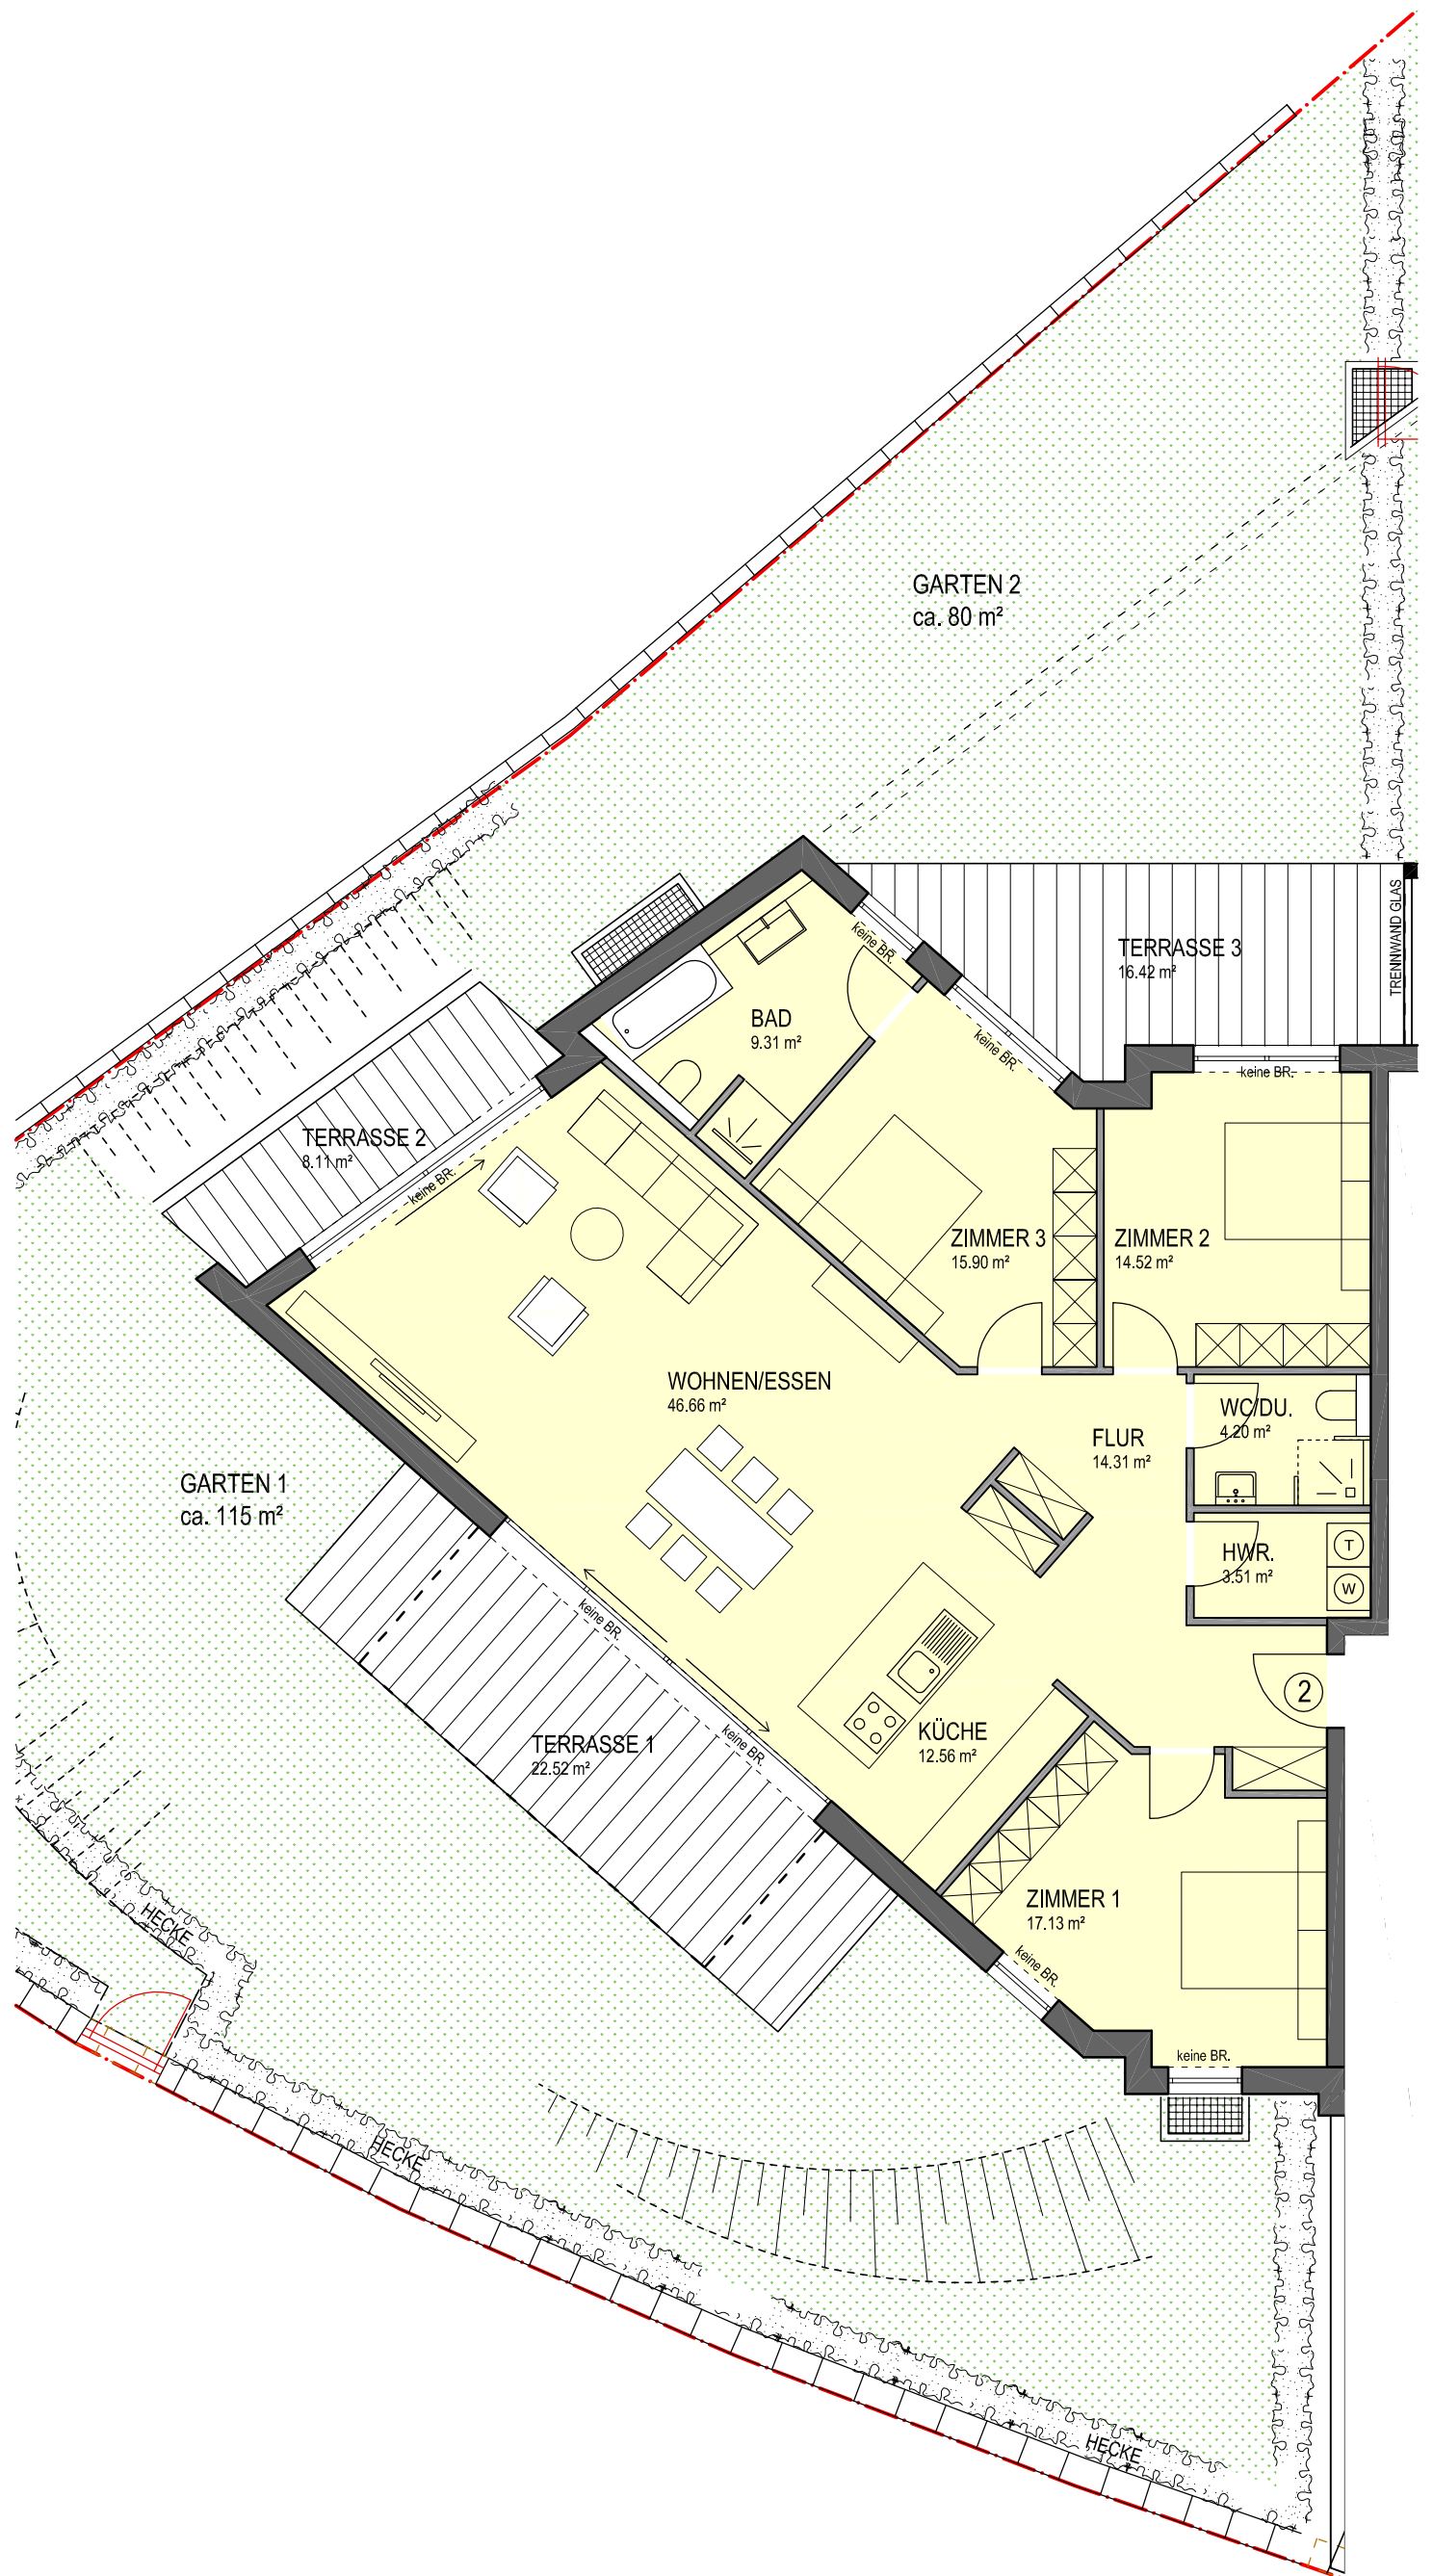 GARTEN 2
ca. 80 m²
TRENNWAND GLAS
TERRASSE 3
16.42 m²
keine BR.
BAD
9.31 m²
keine BR.
keine BR.
TERRASSE 2
8.11 m²
keine BR.
ZIMMER 3
15.90 m²
ZIMMER 2
14.52 m²
WOHNEN/ESSEN
46.66 m²
WC/DU.
4.20 m²
FLUR
14.31 m²
GARTEN 1
ca. 115 m²
HWR.
3.51 m²
T
W
keine BR.
2
KÜCHE
12.56 m²
TERRASSE 1
22.52 m²
keine BR.
ZIMMER 1
17.13 m²
HECKE
keine BR.
keine BR.
HECKE
HECKE